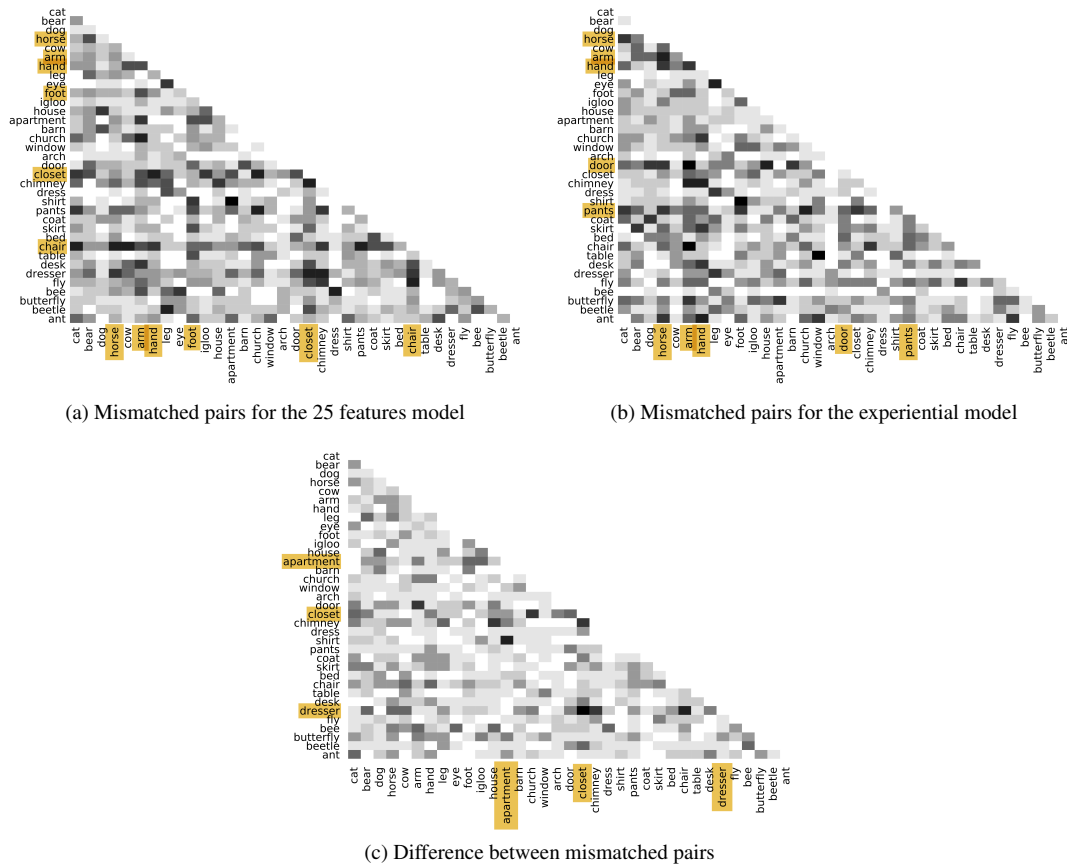 cat
bear
dog
horse
cow
arm
hand
leg
eye
foot
igloo
house
apartment
barn
church
window
arch
door
closet
chimney
dress
shirt
pants
coat
skirt
bed
chair
table
desk
dresser
fly
bee
butterfly
beetle
ant
cat bear dog horse cow arm hand leg eye foot igloo house apartment barn church window arch door closet chimney dress shirt pants coat skirt bed chair table desk dresser fly bee butterfly beetle ant
(a) Mismatched pairs for the 25 features model
cat
bear
dog
horse
cow
arm
hand
leg
eye
foot
igloo
house
apartment
barn
church
window
arch
door
closet
chimney
dress
shirt
pants
coat
skirt
bed
chair
table
desk
dresser
fly
bee
butterfly
beetle
ant
cat bear dog horse cow arm hand leg eye foot igloo house apartment barn church window arch door closet chimney dress shirt pants coat skirt bed chair table desk dresser fly bee butterfly beetle ant
(b) Mismatched pairs for the experiential model
cat
bear
dog
horse
cow
arm
hand
leg
eye
foot
igloo
house
apartment
barn
church
window
arch
door
closet
chimney
dress
shirt
pants
coat
skirt
bed
chair
table
desk
dresser
fly
bee
butterfly
beetle
ant
cat bear dog horse cow arm hand leg eye foot igloo house apartment barn church window arch door closet chimney dress shirt pants coat skirt bed chair table desk dresser fly bee butterfly beetle ant
(c) Difference between mismatched pairs